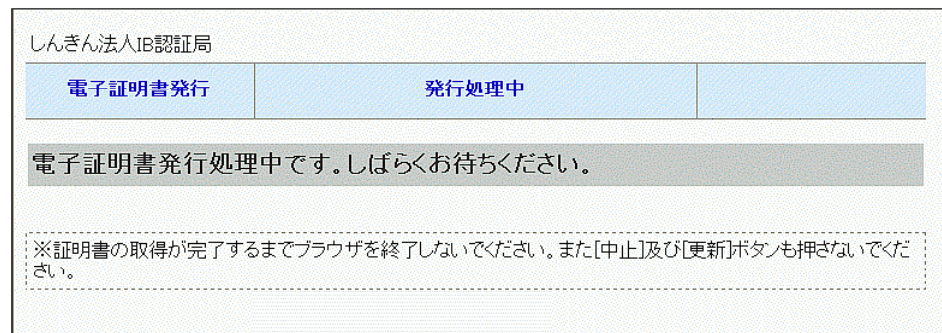 しんきん法人IB認証局
電子証明書発行 発行処理中
電子証明書発行処理中です。しばらくお待ちください。
※証明書の取得が完了するまでブラウザを終了しないでください。また[中止]及び[更新]ボタンも押さないでくだ
さい。